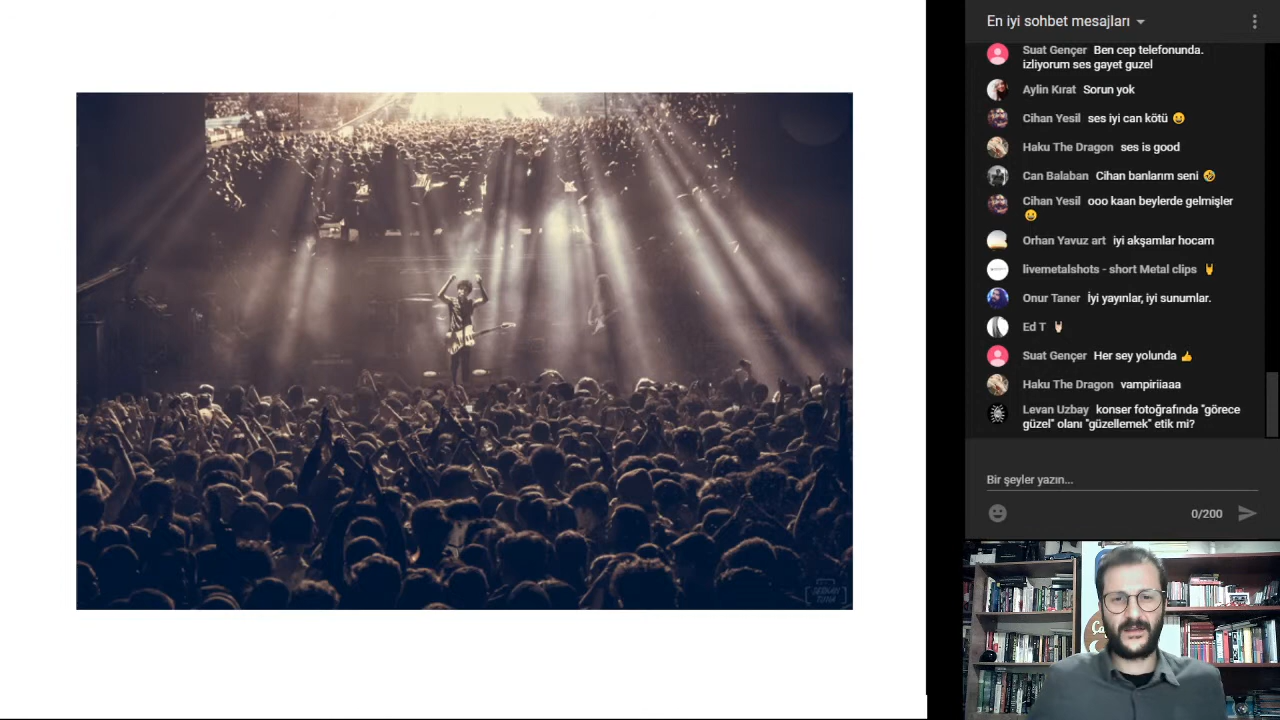 En iyi sohbet mesajları
Suat Gençer Ben cep telefonunda.
izliyorum ses gayet guzel
Aylin Kırat Sorun yok
Cihan Yesil ses iyi can kötü 😀
Haku The Dragon ses is good
Can Balaban Cihan banlarım seni 🤣
Cihan Yesil ooo kaan beylerde gelmişler
😀
Orhan Yavuz art iyi akşamlar hocam
livemetalshots - short Metal clips 🤘
Onur Taner İyi yayınlar, iyi sunumlar.
Ed T 🤘🏻
Suat Gençer Her sey yolunda 👍
Haku The Dragon vampiriiaaa
Levan Uzbay konser fotoğrafında "görece
güzel" olanı "güzellemek" etik mi?
Bir şeyler yazın...
0/200
SERKAN
TUNA